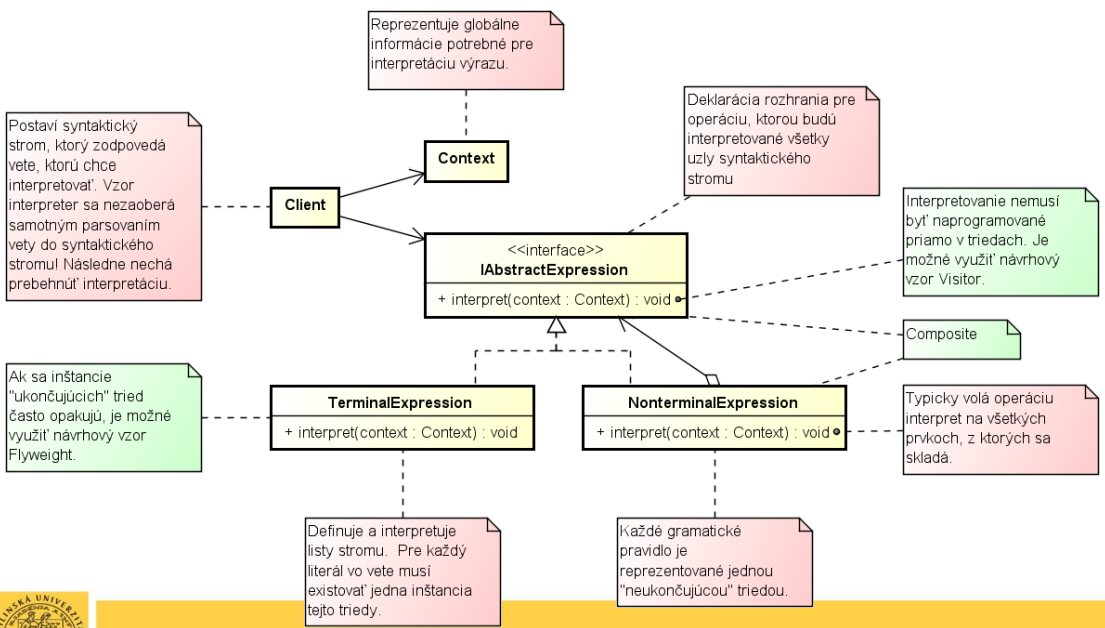 Reprezentuje globálne
informácie potrebné pre
interpretáciu výrazu.
Deklarácia rozhrania pre
operáciu, ktorou budú
interpretované všetky
uzly syntaktického
stromu
Postaví syntaktický
strom, ktorý zodpovedá
vete, ktorú chce
interpretovať. Vzor
interpreter sa nezaoberá
samotným parsovaním
vety do syntaktického
stromu! Následne nechá
prebehnúť interpretáciu.
Context
Client
Interpretovanie nemusí
byť naprogramované
priamo v triedach. Je
možné využiť návrhový
vzor Visitor.
<<interface>>
IAbstractExpression
+ interpret(context : Context) : void
Composite
Ak sa inštancie
"ukončujúcich" tried
často opakujú, je možné
využiť návrhový vzor
Flyweight.
TerminalExpression
+ interpret(context : Context) : void
NonterminalExpression
+ interpret(context : Context) : void
Typicky volá operáciu
interpret na všetkých
prvkoch, z ktorých sa
skladá.
Definuje a interpretuje
listy stromu.  Pre každý
literál vo vete musí
existovať jedna inštancia
tejto triedy.
Každé gramatické
pravidlo je
reprezentované jednou
"neukončujúcou" triedou.